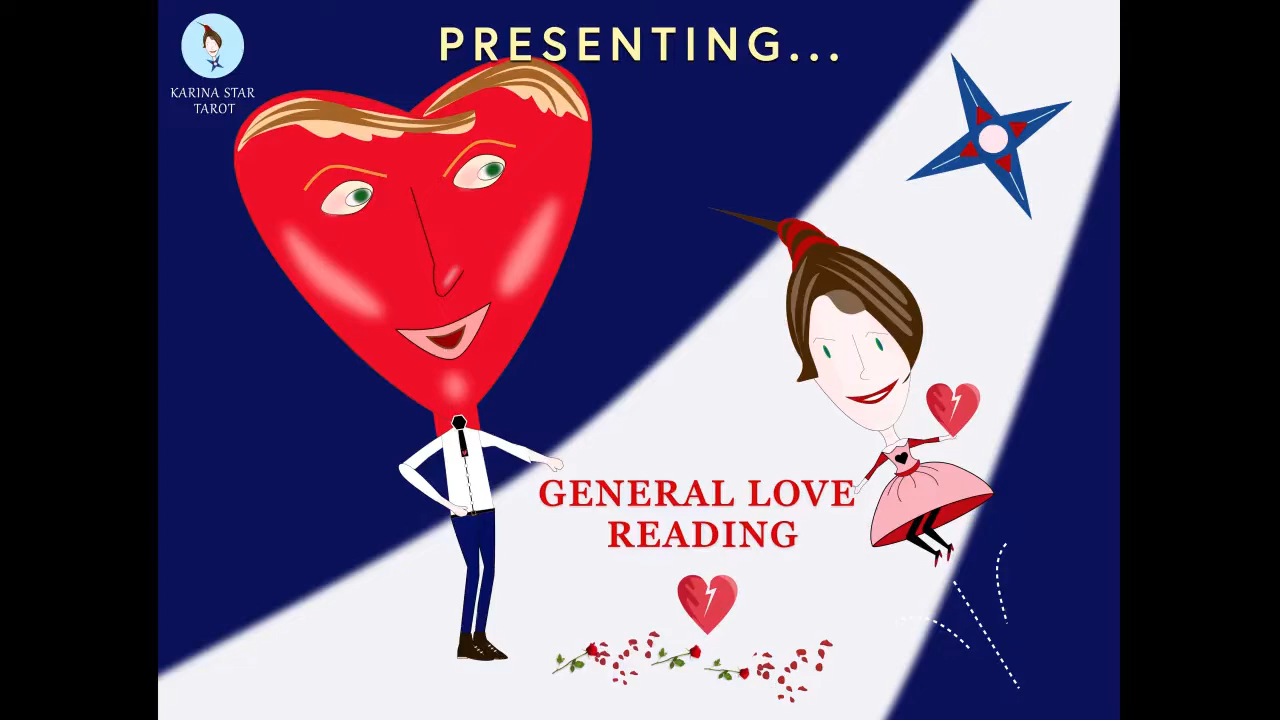 PRESENTING...
KARINA STAR
TAROT
GENERAL LOVE
READING